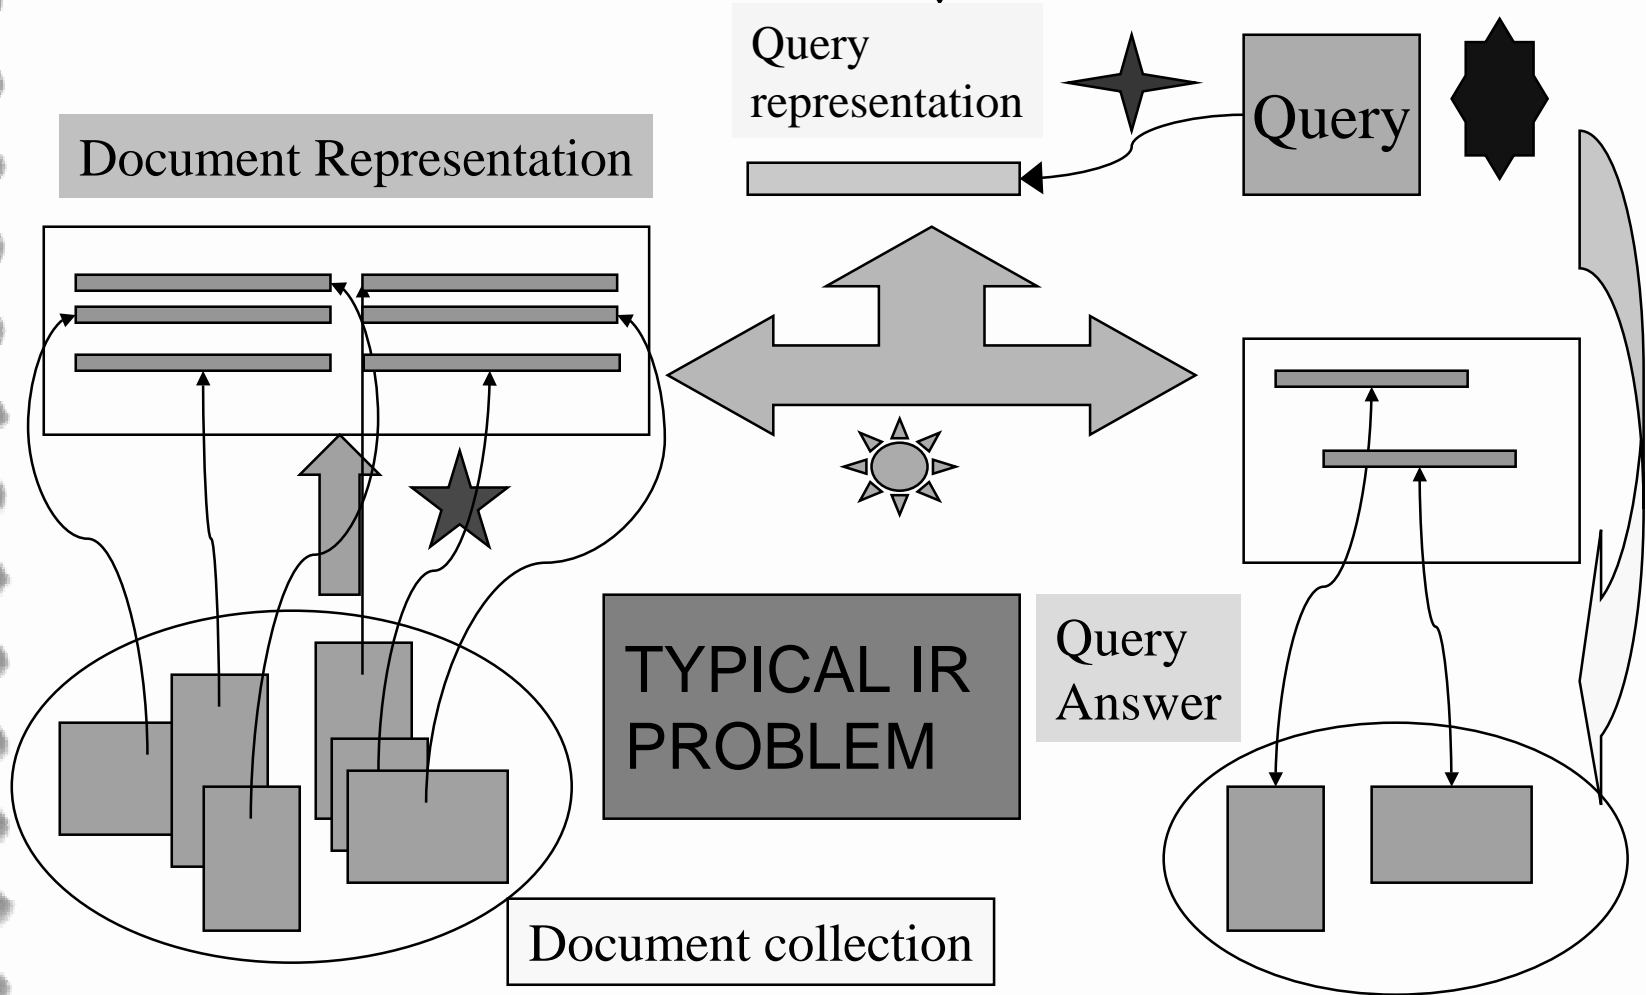 Query
representation
Query
Document Representation
TYPICAL IR
PROBLEM
Query
Answer
Document collection